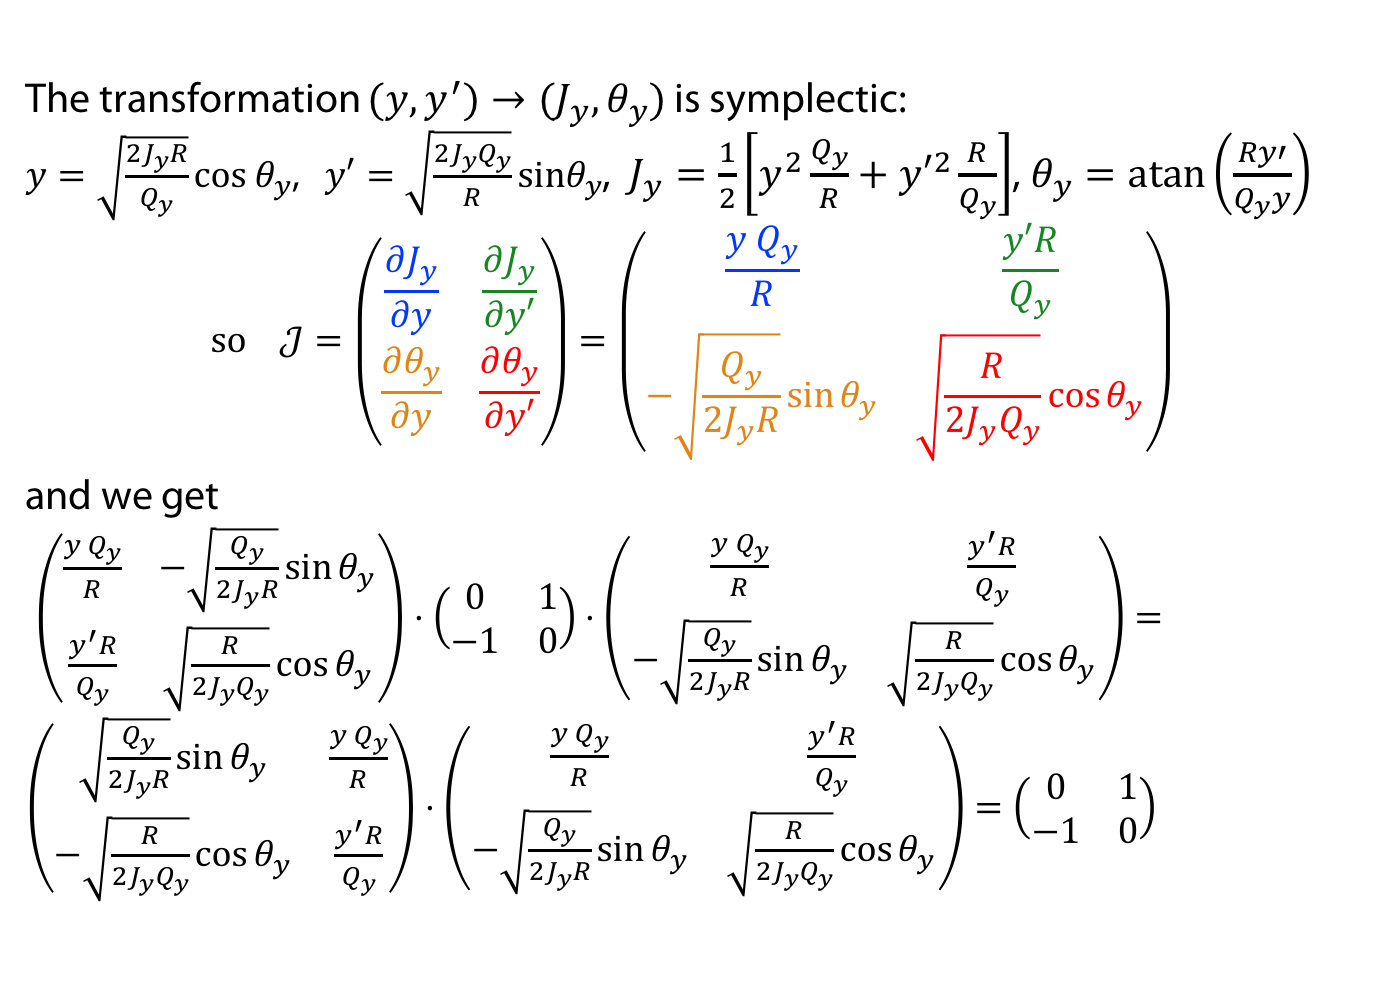 The transformation (y, y′) → (J_y, θ_y) is symplectic:
y = √(2J_yR/Q_y) cos θ_y, y′ = √(2J_yQ_y/R) sinθ_y, J_y = 1/2 [y² Q_y/R + y′² R/Q_y], θ_y = atan (Ry′/Q_yy)
so 𝒥 = (∂J_y/∂y ∂J_y/∂y′ ; ∂θ_y/∂y ∂θ_y/∂y′) = (y Q_y/R y′R/Q_y ; −√(Q_y/2J_yR) sin θ_y √(R/2J_yQ_y) cos θ_y)
and we get
(y Q_y/R −√(Q_y/2J_yR) sin θ_y ; y′R/Q_y √(R/2J_yQ_y) cos θ_y) · (0 1 ; −1 0) · (y Q_y/R y′R/Q_y ; −√(Q_y/2J_yR) sin θ_y √(R/2J_yQ_y) cos θ_y) =
(√(Q_y/2J_yR) sin θ_y y Q_y/R ; −√(R/2J_yQ_y) cos θ_y y′R/Q_y) · (y Q_y/R y′R/Q_y ; −√(Q_y/2J_yR) sin θ_y √(R/2J_yQ_y) cos θ_y) = (0 1 ; −1 0)